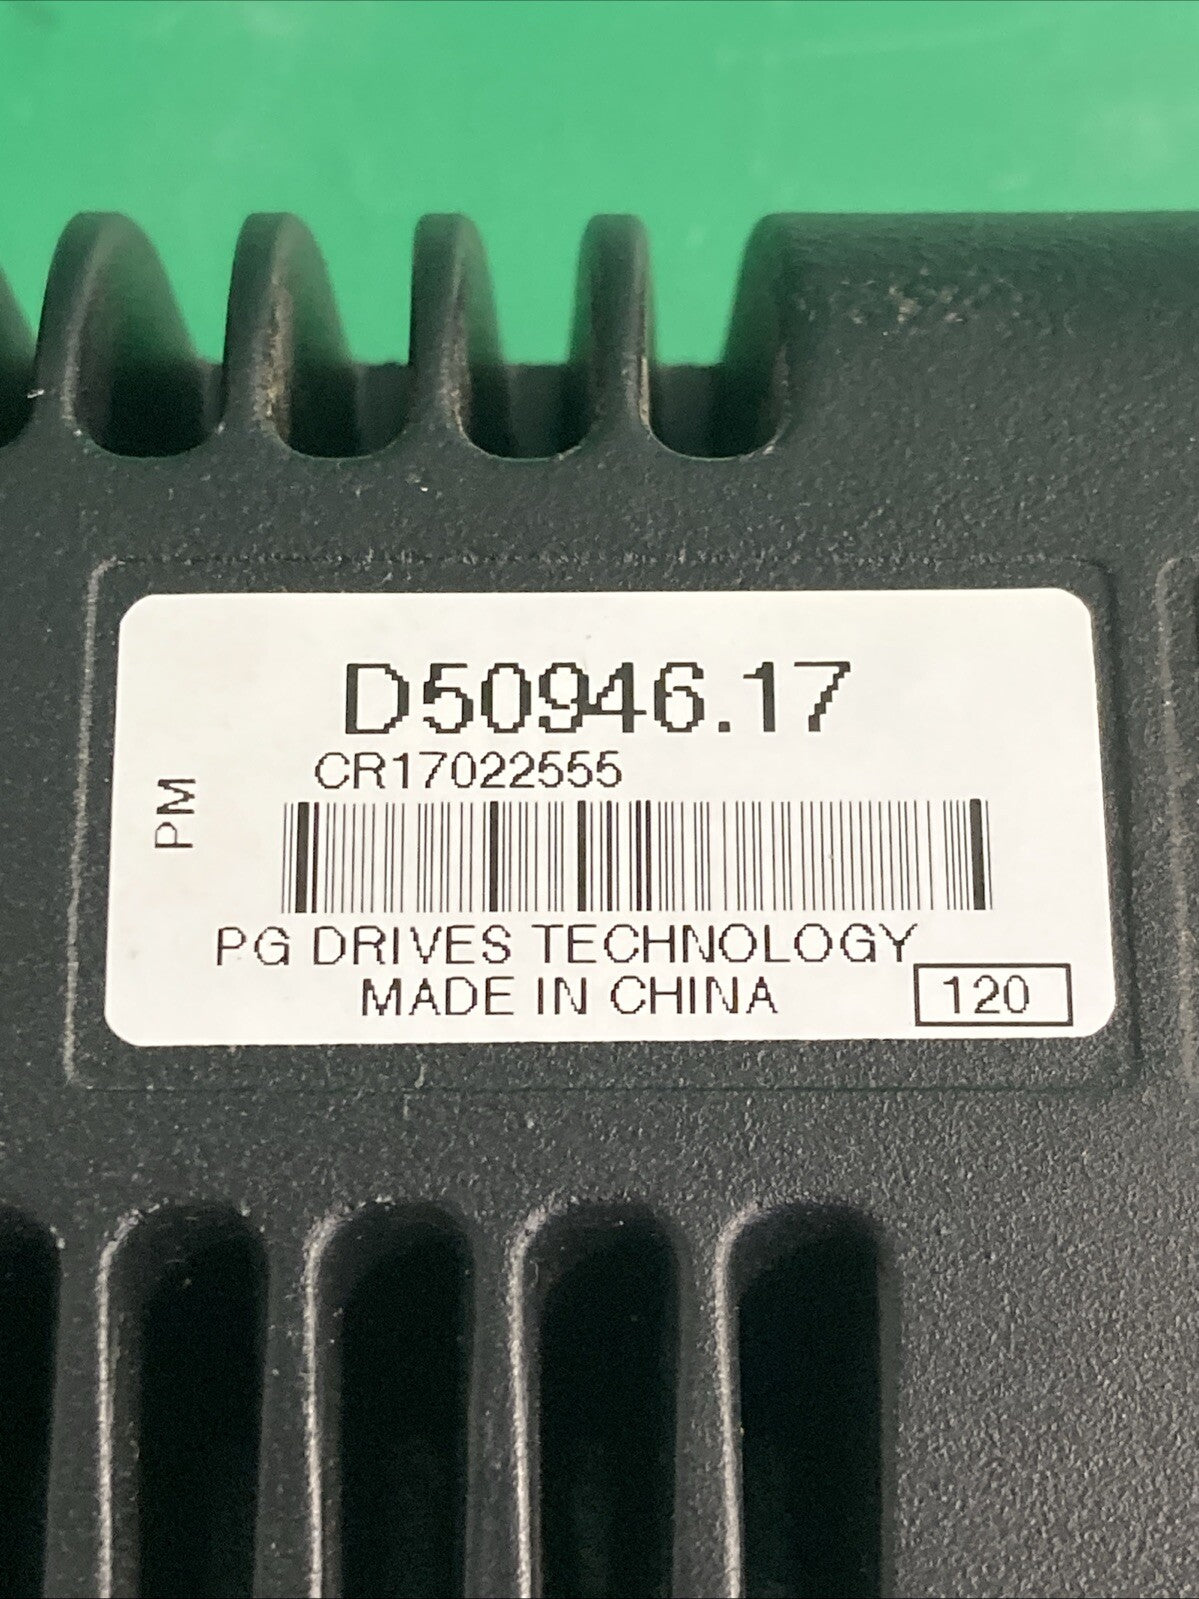 D50946.17
CR17022555
PM
PG DRIVES TECHNOLOGY
MADE IN CHINA
120